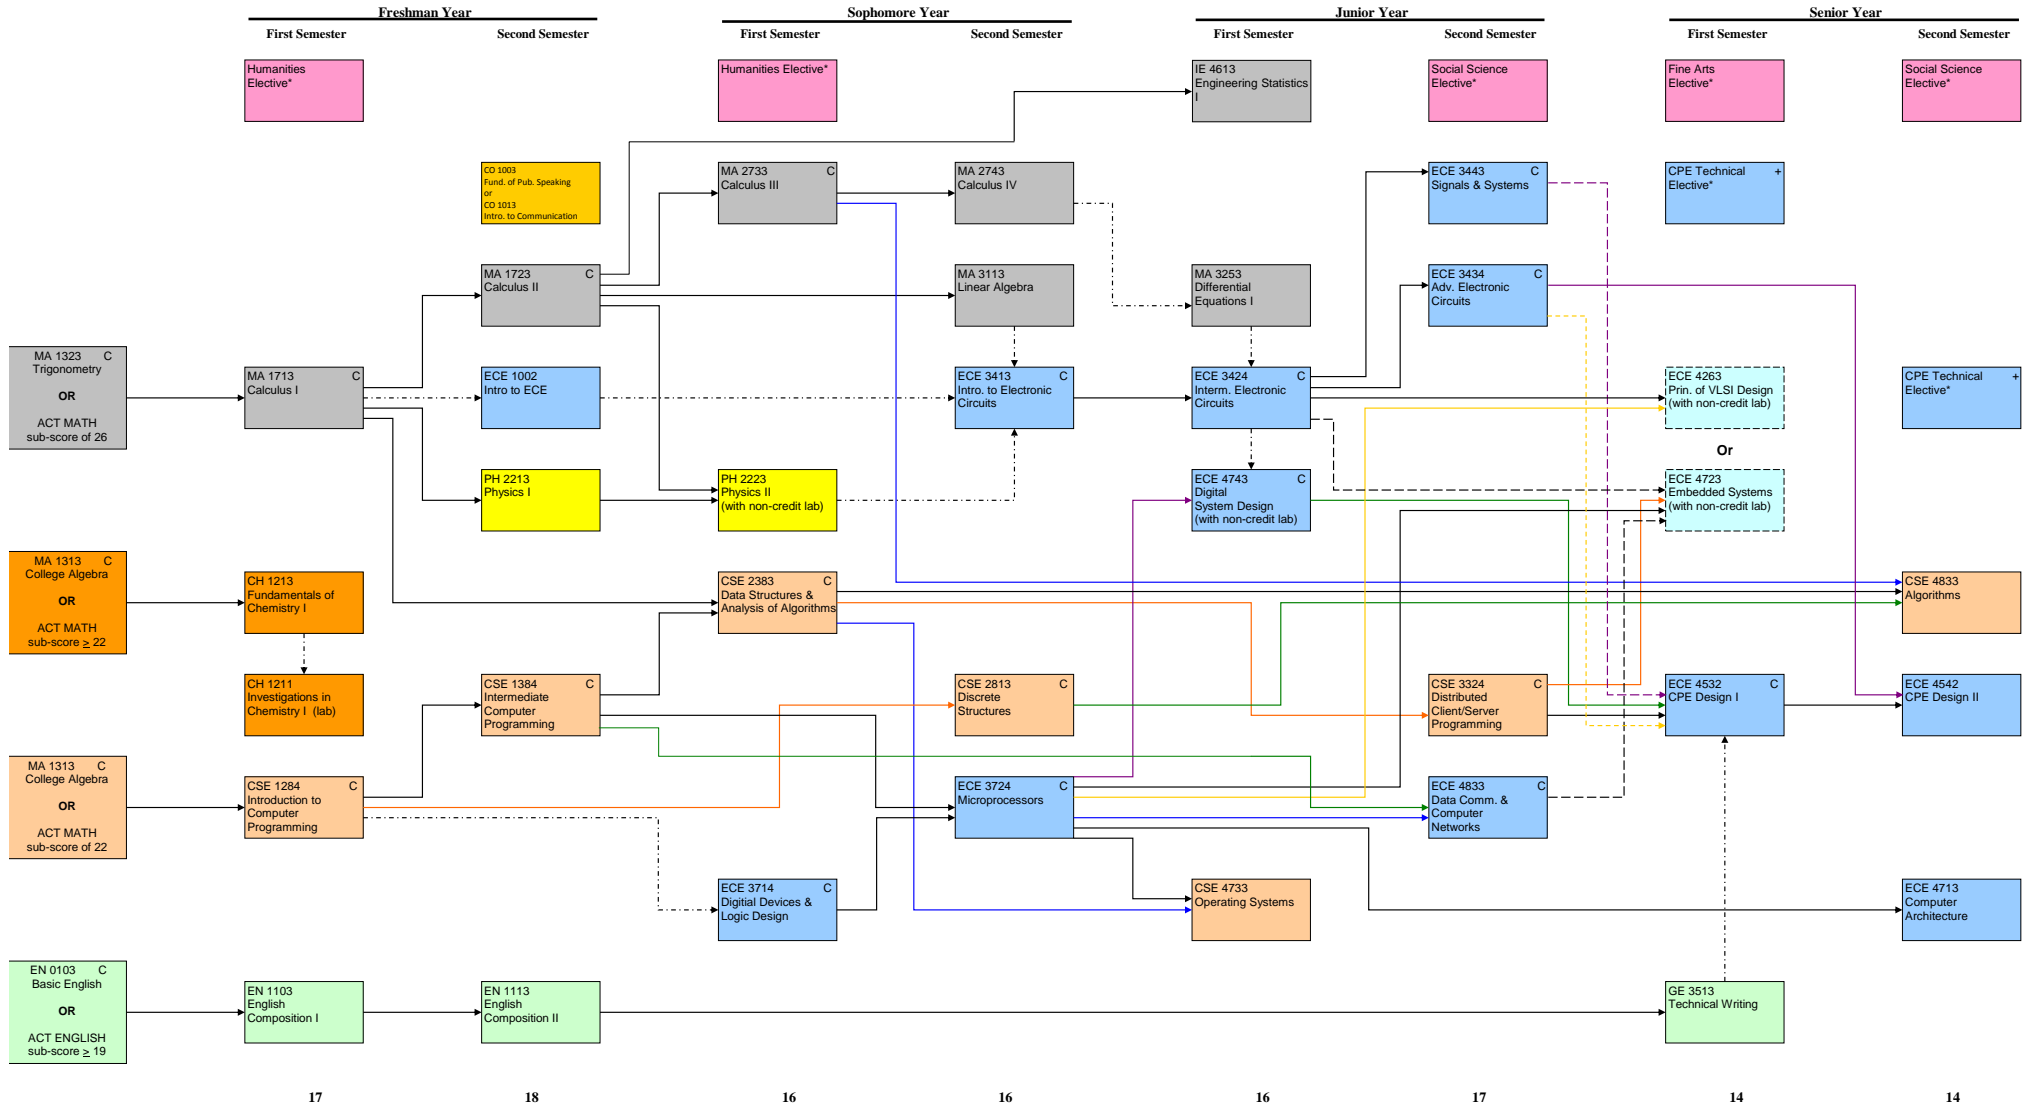 Freshman Year
Sophomore Year
Junior Year
Senior Year
First Semester
Second Semester
First Semester
Second Semester
First Semester
Second Semester
First Semester
Second Semester
Humanities
Elective*
Humanities Elective*
IE 4613
Engineering Statistics
I
Social Science
Elective*
Fine Arts
Elective*
Social Science
Elective*
CO 1003
Fund. of Pub. Speaking
or
CO 1013
Intro. to Communication
MA 2733 C
Calculus III
MA 2743
Calculus IV
ECE 3443 C
Signals & Systems
CPE Technical +
Elective*
MA 1723 C
Calculus II
MA 3113
Linear Algebra
MA 3253
Differential
Equations I
ECE 3434 C
Adv. Electronic
Circuits
MA 1323 C
Trigonometry
OR
ACT MATH
sub-score of 26
MA 1713 C
Calculus I
ECE 1002
Intro to ECE
ECE 3413 C
Intro. to Electronic
Circuits
ECE 3424 C
Interm. Electronic
Circuits
ECE 4263
Prin. of VLSI Design
(with non-credit lab)
CPE Technical +
Elective*
Or
PH 2213
Physics I
PH 2223
Physics II
(with non-credit lab)
ECE 4743 C
Digital
System Design
(with non-credit lab)
ECE 4723
Embedded Systems
(with non-credit lab)
MA 1313 C
College Algebra
OR
ACT MATH
sub-score ≥ 22
CH 1213
Fundamentals of
Chemistry I
CSE 2383 C
Data Structures &
Analysis of Algorithms
CSE 4833
Algorithms
CH 1211
Investigations in
Chemistry I (lab)
CSE 1384 C
Intermediate
Computer
Programming
CSE 2813 C
Discrete
Structures
CSE 3324 C
Distributed
Client/Server
Programming
ECE 4532 C
CPE Design I
ECE 4542
CPE Design II
MA 1313 C
College Algebra
OR
ACT MATH
sub-score of 22
CSE 1284 C
Introduction to
Computer
Programming
ECE 3724 C
Microprocessors
ECE 4833 C
Data Comm. &
Computer
Networks
ECE 3714 C
Digitial Devices &
Logic Design
CSE 4733
Operating Systems
ECE 4713
Computer
Architecture
EN 0103 C
Basic English
OR
ACT ENGLISH
sub-score ≥ 19
EN 1103
English
Composition I
EN 1113
English
Composition II
GE 3513
Technical Writing
17
18
16
16
16
17
14
14